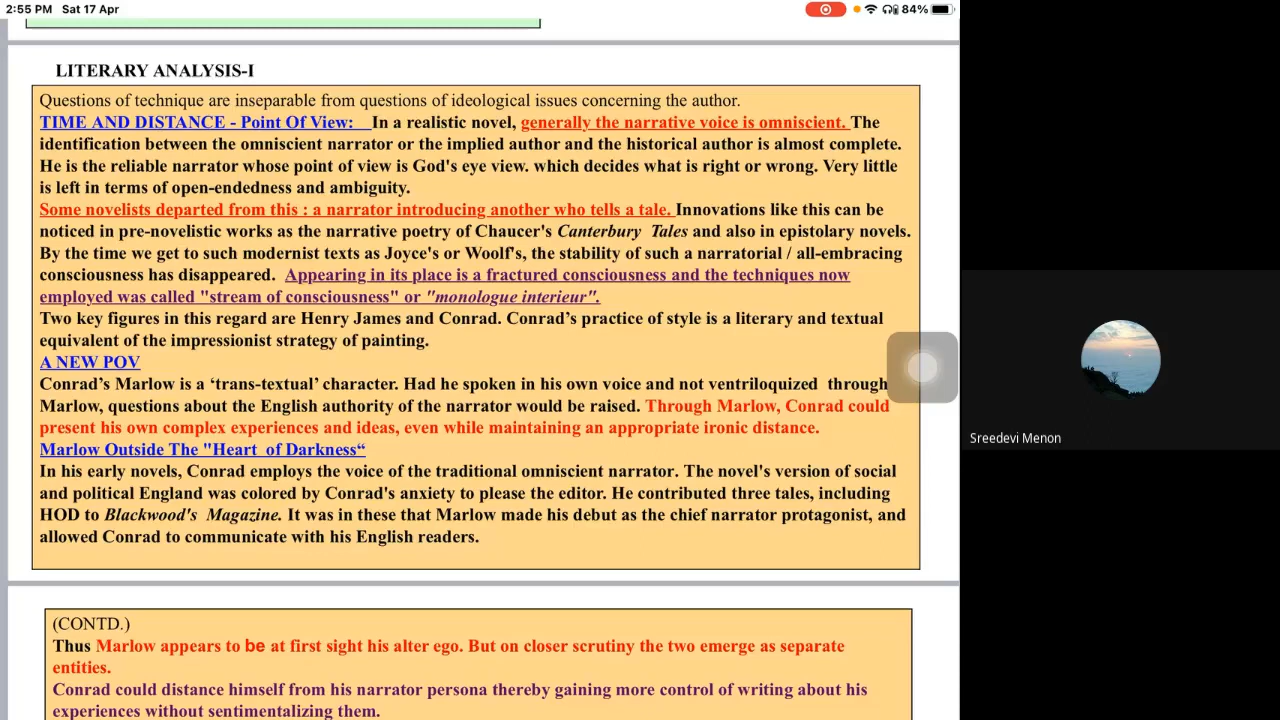 2:55 PM Sat 17 Apr
84%
LITERARY ANALYSIS-I
Questions of technique are inseparable from questions of ideological issues concerning the author.
TIME AND DISTANCE - Point Of View: In a realistic novel, generally the narrative voice is omniscient. The
identification between the omniscient narrator or the implied author and the historical author is almost complete.
He is the reliable narrator whose point of view is God's eye view. which decides what is right or wrong. Very little
is left in terms of open-endedness and ambiguity.
Some novelists departed from this : a narrator introducing another who tells a tale. Innovations like this can be
noticed in pre-novelistic works as the narrative poetry of Chaucer's Canterbury Tales and also in epistolary novels.
By the time we get to such modernist texts as Joyce's or Woolf's, the stability of such a narratorial / all-embracing
consciousness has disappeared. Appearing in its place is a fractured consciousness and the techniques now
employed was called "stream of consciousness" or "monologue interieur".
Two key figures in this regard are Henry James and Conrad. Conrad’s practice of style is a literary and textual
equivalent of the impressionist strategy of painting.
A NEW POV
Conrad’s Marlow is a ‘trans-textual’ character. Had he spoken in his own voice and not ventriloquized through
Marlow, questions about the English authority of the narrator would be raised. Through Marlow, Conrad could
present his own complex experiences and ideas, even while maintaining an appropriate ironic distance.
Marlow Outside The "Heart of Darkness“
In his early novels, Conrad employs the voice of the traditional omniscient narrator. The novel's version of social
and political England was colored by Conrad's anxiety to please the editor. He contributed three tales, including
HOD to Blackwood's Magazine. It was in these that Marlow made his debut as the chief narrator protagonist, and
allowed Conrad to communicate with his English readers.
(CONTD.)
Thus Marlow appears to be at first sight his alter ego. But on closer scrutiny the two emerge as separate
entities.
Conrad could distance himself from his narrator persona thereby gaining more control of writing about his
experiences without sentimentalizing them.
Sreedevi Menon